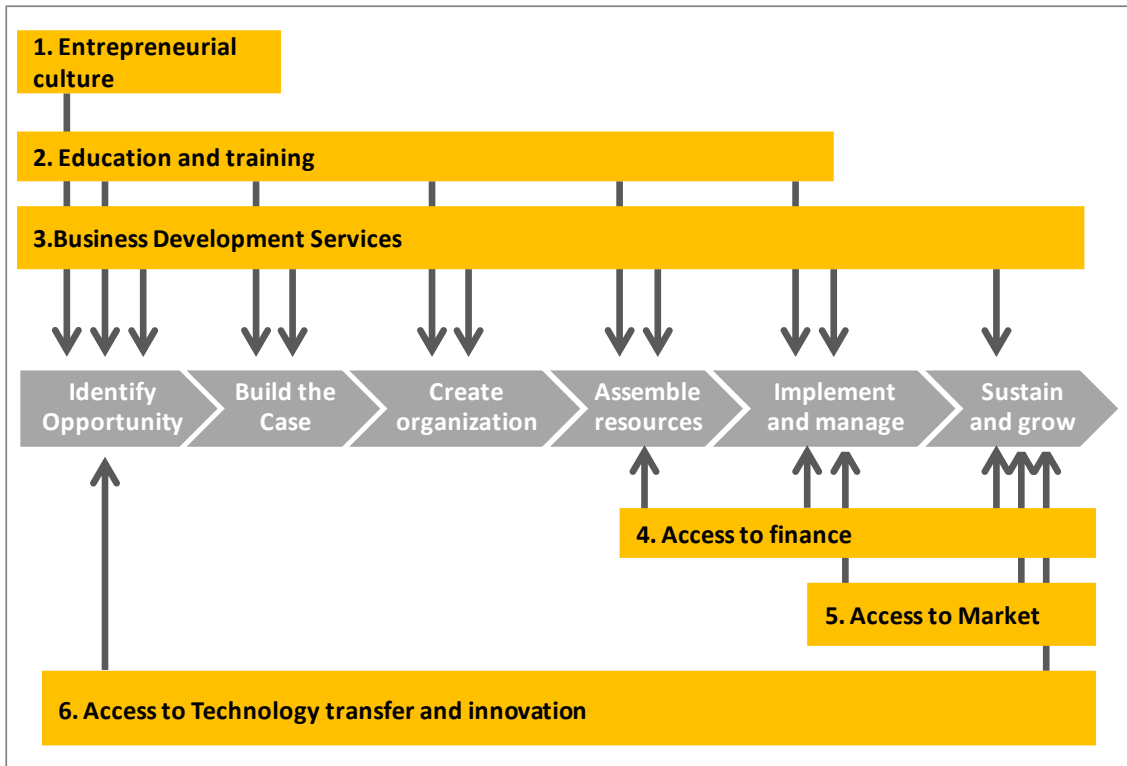 1. Entrepreneurial
culture
2. Education and training
3.Business Development Services
Identify
Opportunity
Build the
Case
Create
organization
Assemble
resources
Implement
and manage
Sustain
and grow
4. Access to finance
5. Access to Market
6. Access to Technology transfer and innovation